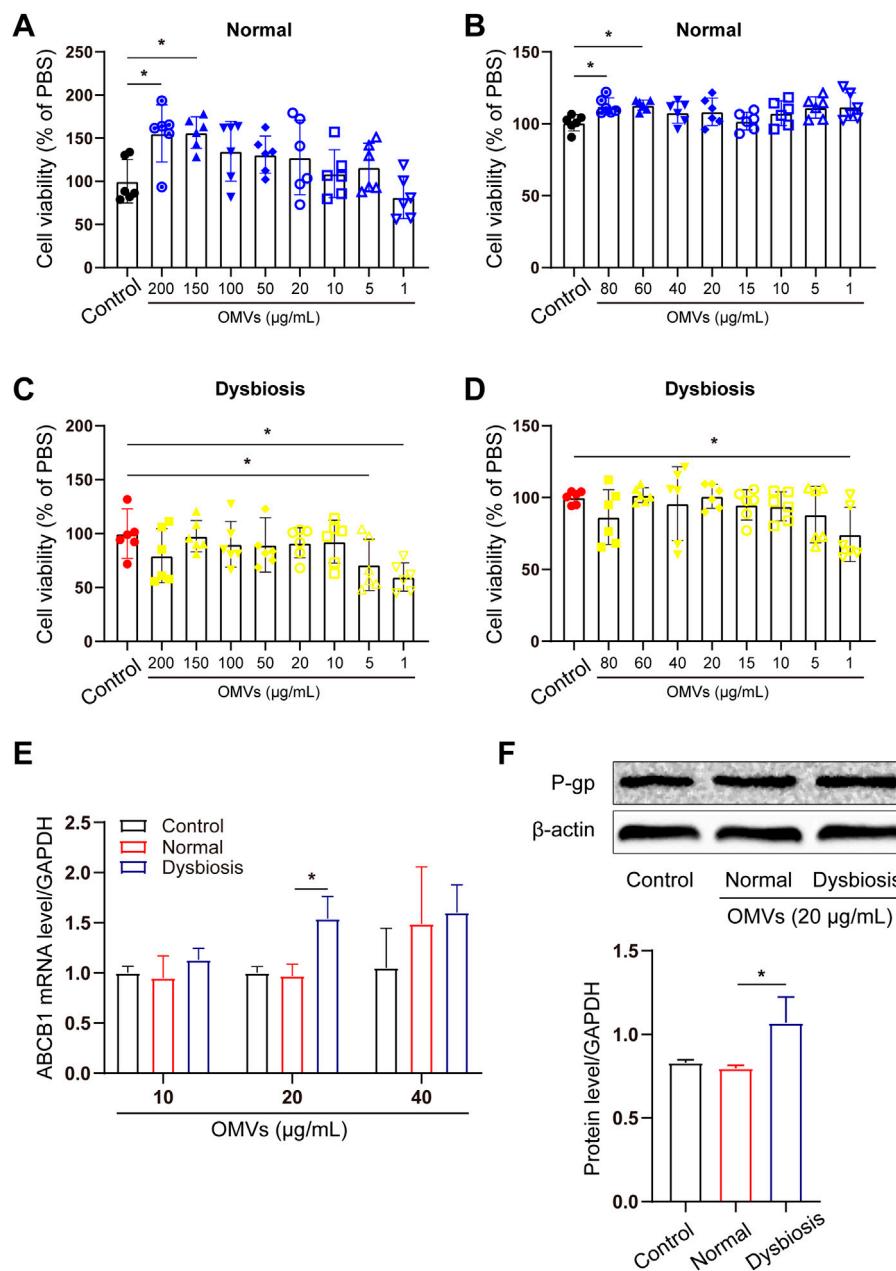 A
Normal
Cell viability (% of PBS)
250
200
150
100
50
0
*
*
Control
200 150 100 50 20 10 5 1
OMVs (μg/mL)
B
Normal
Cell viability (% of PBS)
150
100
50
0
*
*
Control
80 60 40 20 15 10 5 1
OMVs (μg/mL)
C
Dysbiosis
Cell viability (% of PBS)
200
150
100
50
0
*
*
Control
200 150 100 50 20 10 5 1
OMVs (μg/mL)
D
Dysbiosis
Cell viability (% of PBS)
150
100
50
0
*
Control
80 60 40 20 15 10 5 1
OMVs (μg/mL)
E
ABCB1 mRNA level/GAPDH
2.5
2.0
1.5
1.0
0.5
0.0
Control
Normal
Dysbiosis
*
10 20 40
OMVs (μg/mL)
F
P-gp
β-actin
Control Normal Dysbiosis
OMVs (20 μg/mL)
Protein level/GAPDH
1.5
1.0
0.5
0.0
*
Control
Normal
Dysbiosis